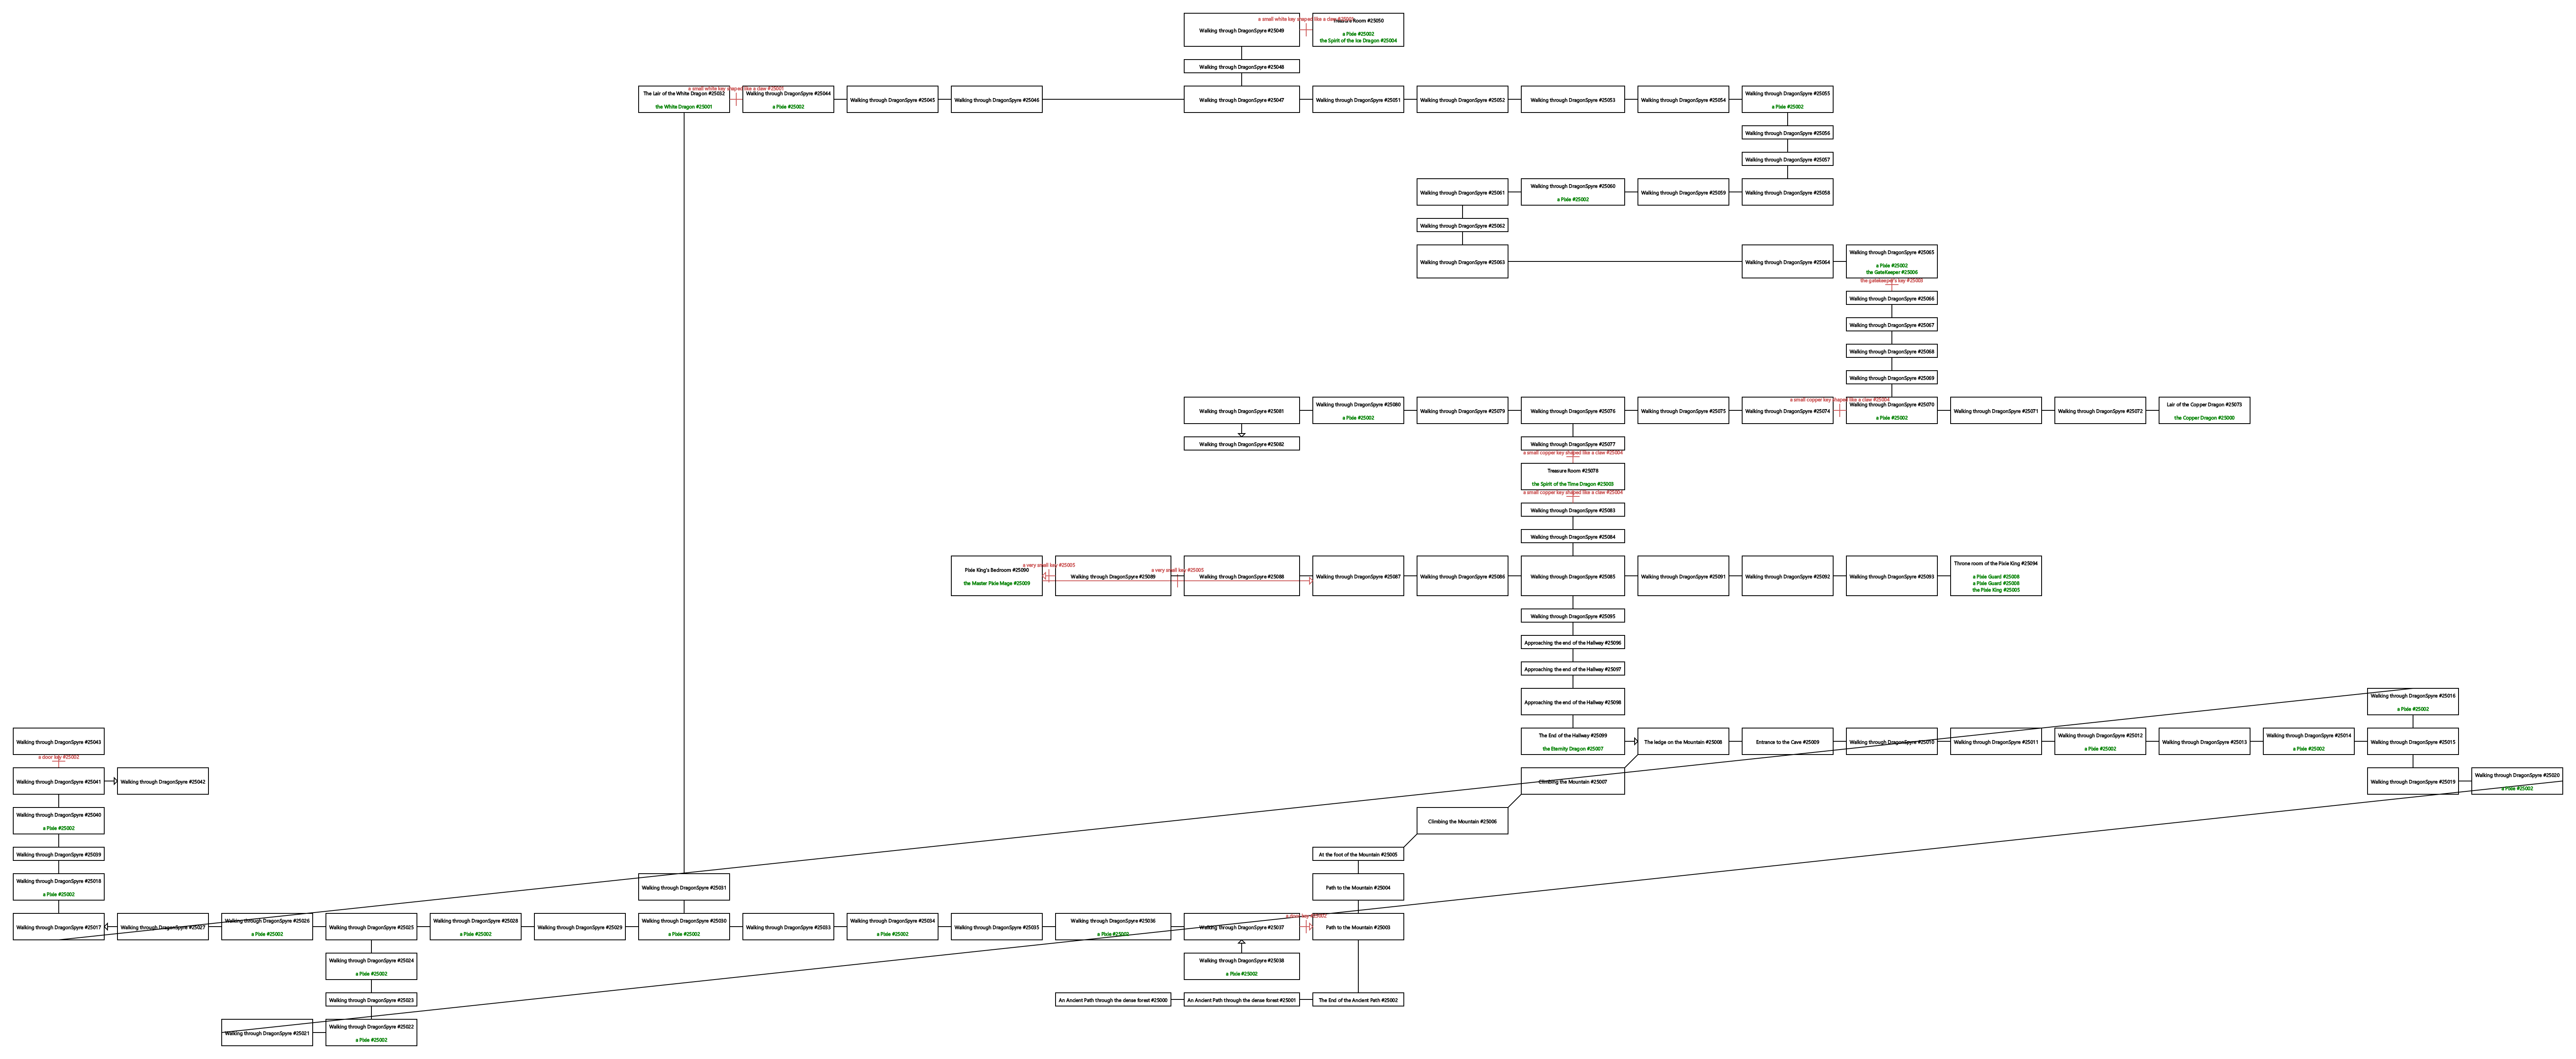 a small white key shaped like a claw #25001
Treasure Room #25050
Walking through DragonSpyre #25049
a Pixie #25002
the Spirit of the Ice Dragon #25004
Walking through DragonSpyre #25048
a small white key shaped like a claw #25001
The Lair of the White Dragon #25032
the White Dragon #25001
Walking through DragonSpyre #25044
a Pixie #25002
Walking through DragonSpyre #25045
Walking through DragonSpyre #25046
Walking through DragonSpyre #25047
Walking through DragonSpyre #25051
Walking through DragonSpyre #25052
Walking through DragonSpyre #25053
Walking through DragonSpyre #25054
Walking through DragonSpyre #25055
a Pixie #25002
Walking through DragonSpyre #25056
Walking through DragonSpyre #25057
Walking through DragonSpyre #25061
Walking through DragonSpyre #25060
a Pixie #25002
Walking through DragonSpyre #25059
Walking through DragonSpyre #25058
Walking through DragonSpyre #25062
Walking through DragonSpyre #25063
Walking through DragonSpyre #25064
Walking through DragonSpyre #25065
a Pixie #25002
the GateKeeper #25006
the gatekeeper's key #25003
Walking through DragonSpyre #25066
Walking through DragonSpyre #25067
Walking through DragonSpyre #25068
Walking through DragonSpyre #25069
a small copper key shaped like a claw #25004
Walking through DragonSpyre #25081
Walking through DragonSpyre #25080
a Pixie #25002
Walking through DragonSpyre #25079
Walking through DragonSpyre #25076
Walking through DragonSpyre #25075
Walking through DragonSpyre #25074
Walking through DragonSpyre #25070
a Pixie #25002
Walking through DragonSpyre #25071
Walking through DragonSpyre #25072
Lair of the Copper Dragon #25073
the Copper Dragon #25000
Walking through DragonSpyre #25082
Walking through DragonSpyre #25077
a small copper key shaped like a claw #25004
Treasure Room #25078
the Spirit of the Time Dragon #25003
a small copper key shaped like a claw #25004
Walking through DragonSpyre #25083
Walking through DragonSpyre #25084
Pixie King's Bedroom #25090
the Master Pixie Mage #25009
a very small key #25005
Walking through DragonSpyre #25089
a very small key #25005
Walking through DragonSpyre #25088
Walking through DragonSpyre #25087
Walking through DragonSpyre #25086
Walking through DragonSpyre #25085
Walking through DragonSpyre #25091
Walking through DragonSpyre #25092
Walking through DragonSpyre #25093
Throne room of the Pixie King #25094
a Pixie Guard #25008
a Pixie Guard #25008
the Pixie King #25005
Walking through DragonSpyre #25095
Approaching the end of the Hallway #25096
Approaching the end of the Hallway #25097
Approaching the end of the Hallway #25098
Walking through DragonSpyre #25016
a Pixie #25002
Walking through DragonSpyre #25043
The End of the Hallway #25099
the Eternity Dragon #25007
The ledge on the Mountain #25008
Entrance to the Cave #25009
Walking through DragonSpyre #25010
Walking through DragonSpyre #25011
Walking through DragonSpyre #25012
a Pixie #25002
Walking through DragonSpyre #25013
Walking through DragonSpyre #25014
a Pixie #25002
Walking through DragonSpyre #25015
a door key #25002
Walking through DragonSpyre #25041
Walking through DragonSpyre #25042
Climbing the Mountain #25007
Walking through DragonSpyre #25019
Walking through DragonSpyre #25020
a Pixie #25002
Walking through DragonSpyre #25040
a Pixie #25002
Climbing the Mountain #25006
Walking through DragonSpyre #25039
At the foot of the Mountain #25005
Walking through DragonSpyre #25018
a Pixie #25002
Walking through DragonSpyre #25031
Path to the Mountain #25004
Walking through DragonSpyre #25017
Walking through DragonSpyre #25027
Walking through DragonSpyre #25026
a Pixie #25002
Walking through DragonSpyre #25025
Walking through DragonSpyre #25028
a Pixie #25002
Walking through DragonSpyre #25029
Walking through DragonSpyre #25030
a Pixie #25002
Walking through DragonSpyre #25033
Walking through DragonSpyre #25034
a Pixie #25002
Walking through DragonSpyre #25035
Walking through DragonSpyre #25036
a Pixie #25002
Walking through DragonSpyre #25037
a door key #25002
Path to the Mountain #25003
Walking through DragonSpyre #25024
a Pixie #25002
Walking through DragonSpyre #25038
a Pixie #25002
Walking through DragonSpyre #25023
An Ancient Path through the dense forest #25000
An Ancient Path through the dense forest #25001
The End of the Ancient Path #25002
Walking through DragonSpyre #25021
Walking through DragonSpyre #25022
a Pixie #25002